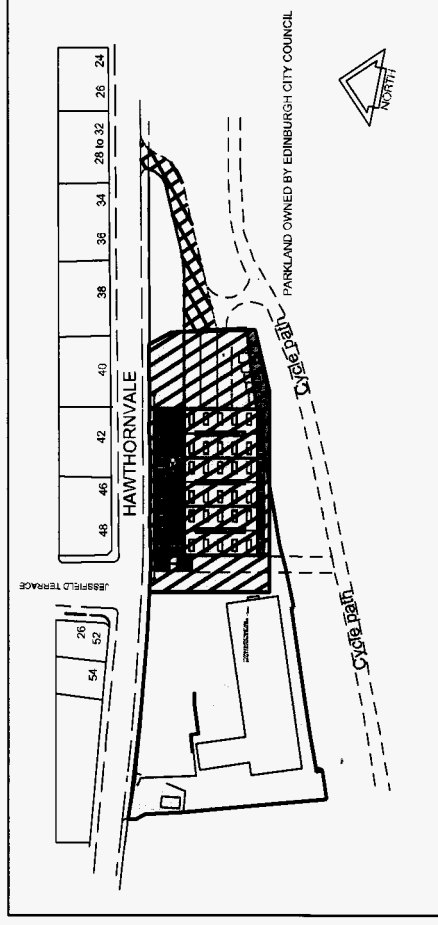 24
26
28 to 32
34
36
38
40
42
46
48
HAWTHORNVALE
JESSFIELD TERRACE
26
52
54
PARKLAND OWNED BY EDINBURGH CITY COUNCIL
NORTH
Cycle path
Cycle path